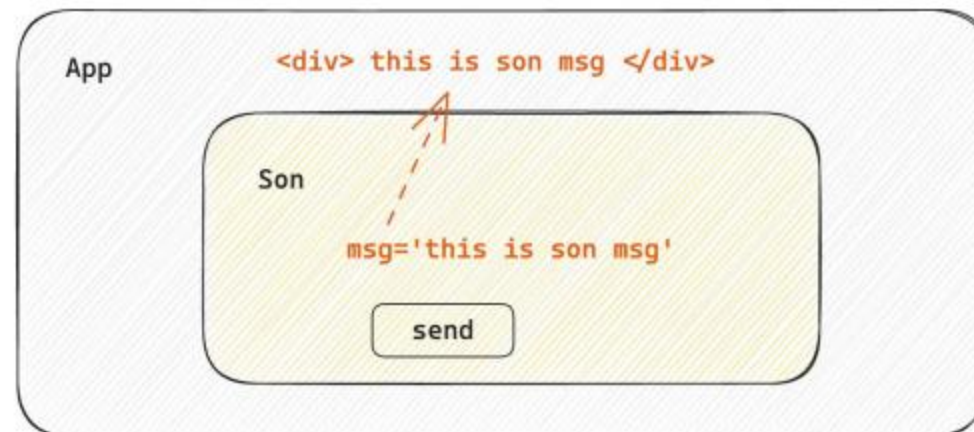 <div> this is son msg </div>
App
Son
msg='this is son msg'
send